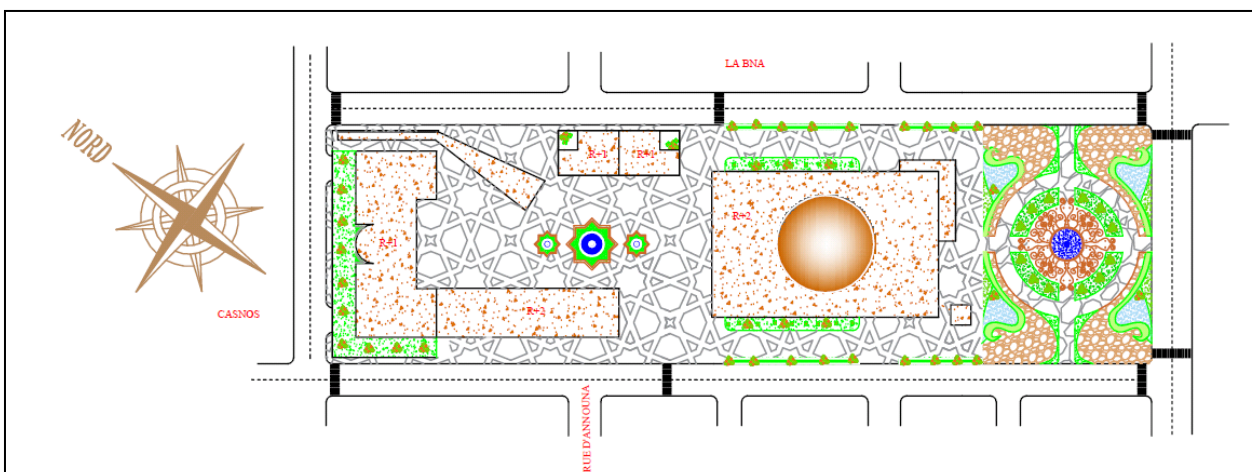 LA BNA
NORD
R+1
R+1
R+2
R+1
CASNOS
R+2
RUE D'ANNOUNA